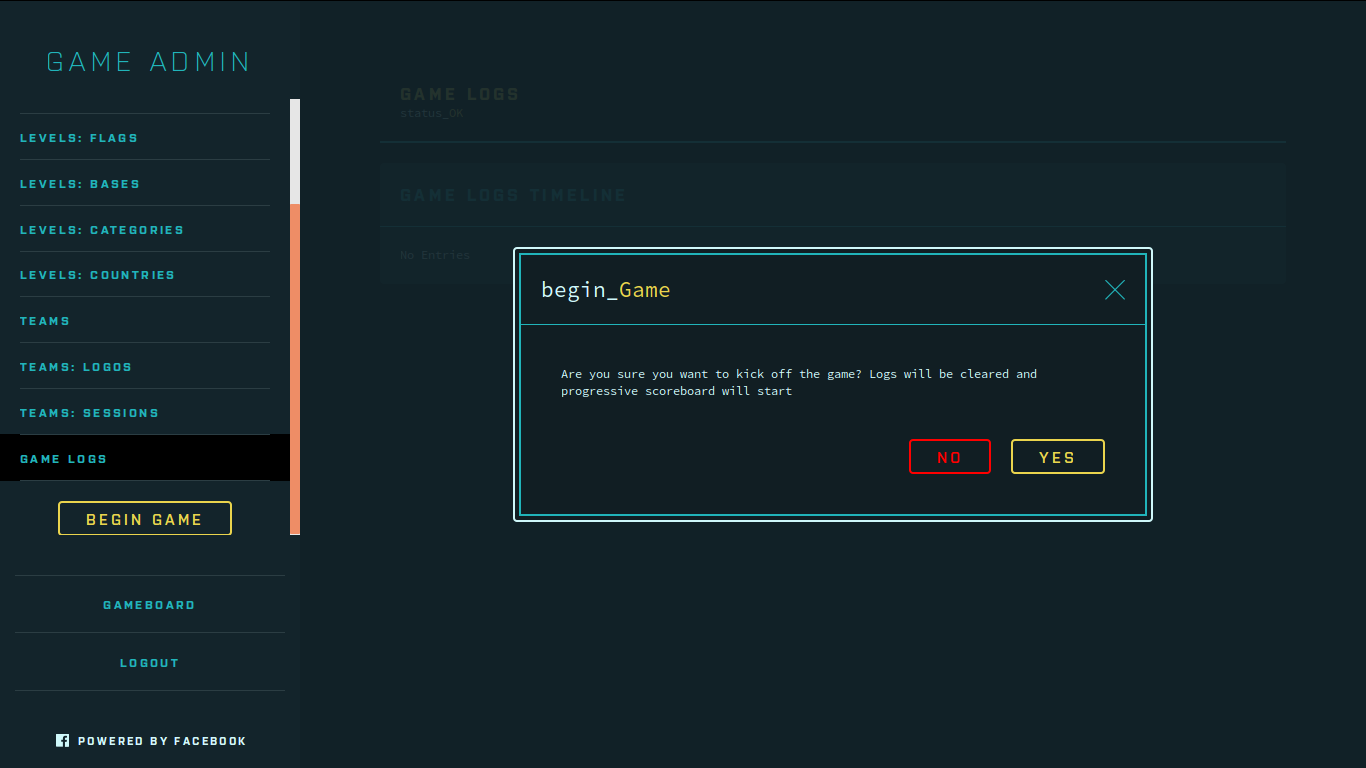 GAME ADMIN
LEVELS: FLAGS
LEVELS: BASES
LEVELS: CATEGORIES
LEVELS: COUNTRIES
TEAMS
TEAMS: LOGOS
TEAMS: SESSIONS
GAME LOGS
BEGIN GAME
GAMEBOARD
LOGOUT
POWERED BY FACEBOOK
GAME LOGS
status_OK
GAME LOGS TIMELINE
No Entries
begin_Game
Are you sure you want to kick off the game? Logs will be cleared and
progressive scoreboard will start
NO
YES